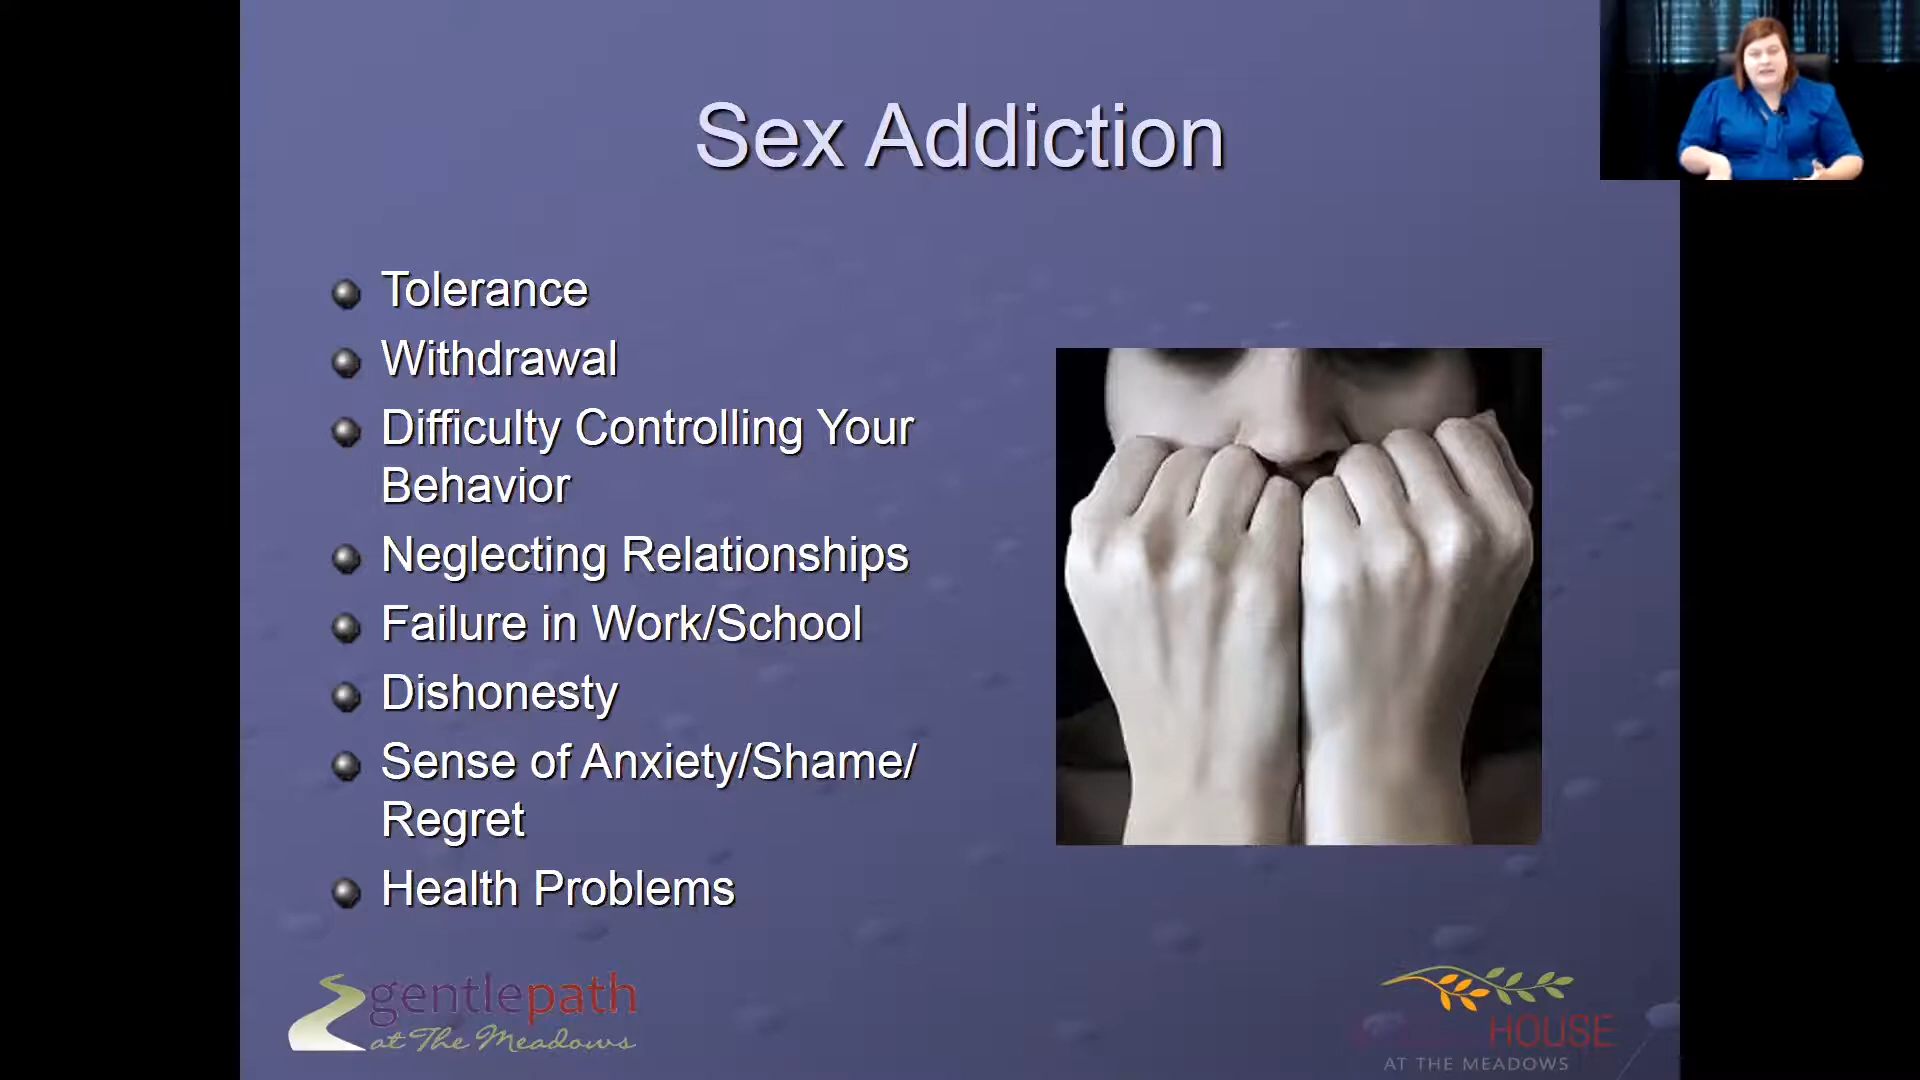 Sex Addiction
Tolerance
Withdrawal
Difficulty Controlling Your
Behavior
Neglecting Relationships
Failure in Work/School
Dishonesty
Sense of Anxiety/Shame/
Regret
Health Problems
gentlepath
at The Meadows
HOUSE
AT THE MEADOWS